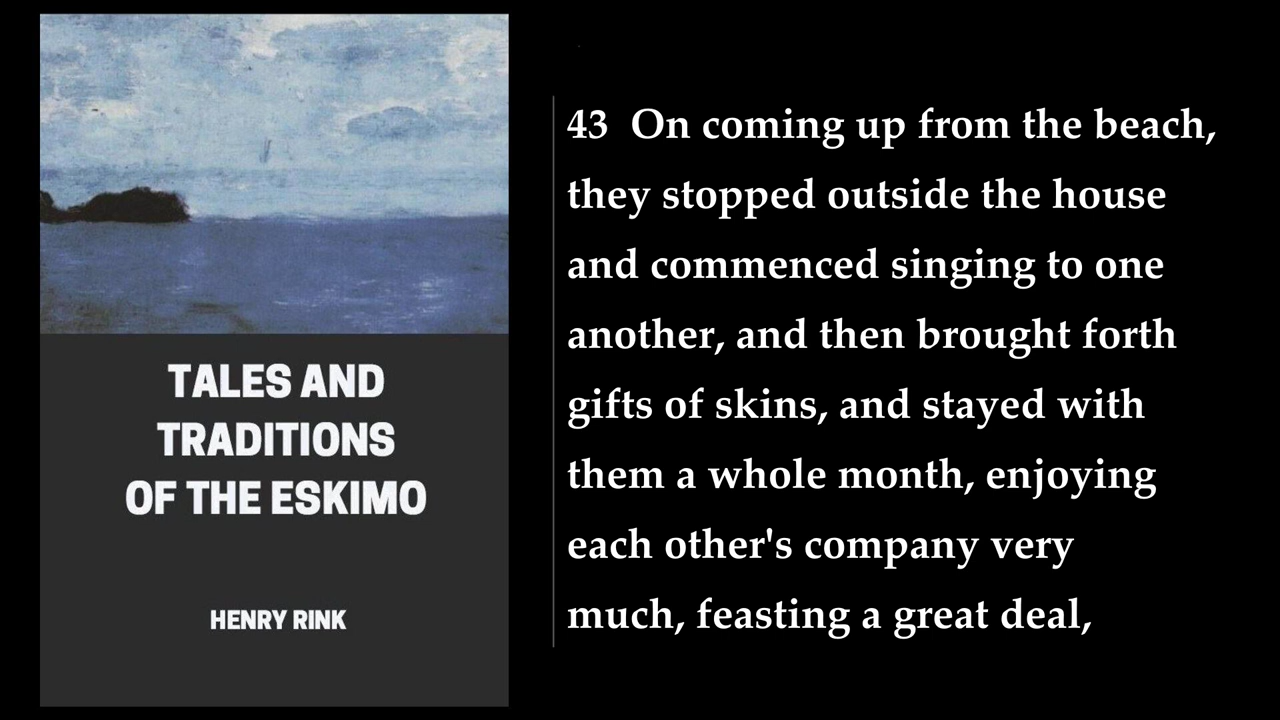 TALES AND
TRADITIONS
OF THE ESKIMO
HENRY RINK
43 On coming up from the beach,
they stopped outside the house
and commenced singing to one
another, and then brought forth
gifts of skins, and stayed with
them a whole month, enjoying
each other's company very
much, feasting a great deal,